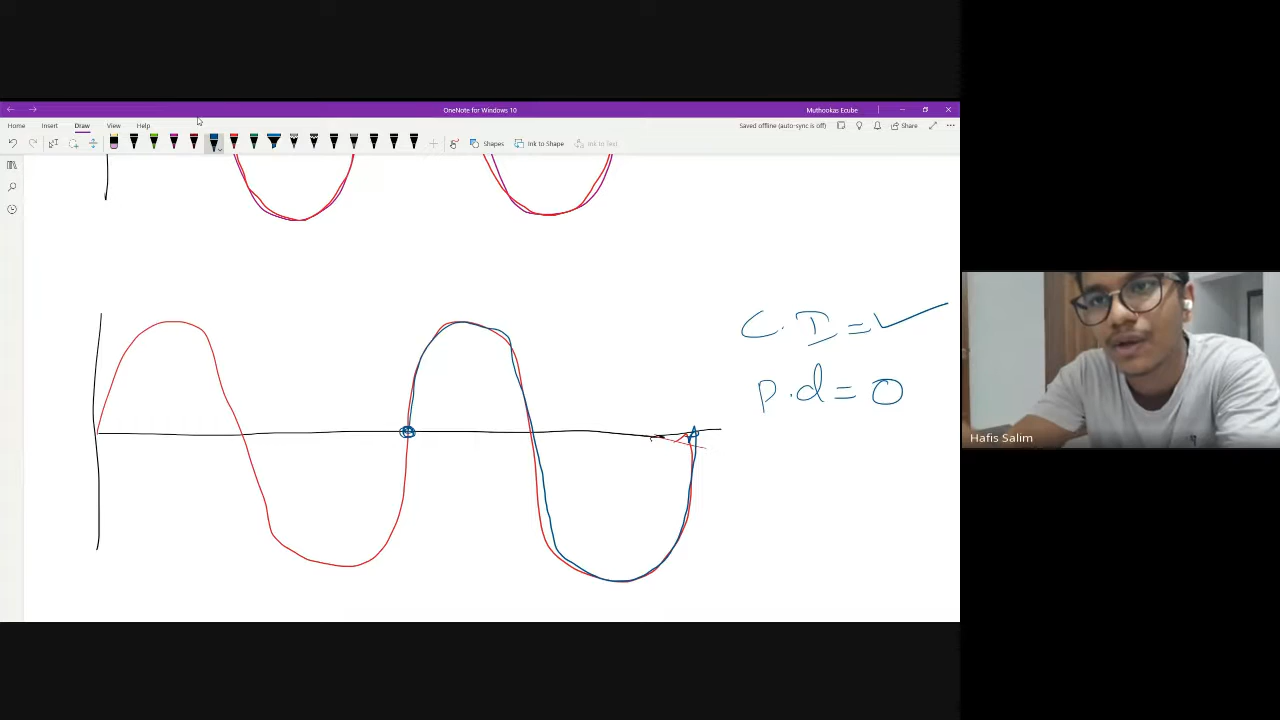 OneNote for Windows 10
Muthookas Ecube
Home Insert Draw View Help
Saved offline (auto-sync is off)
Share
Shapes
Ink to Shape
Ink to Text
C.I = ✓
P.d = 0
Hafis Salim